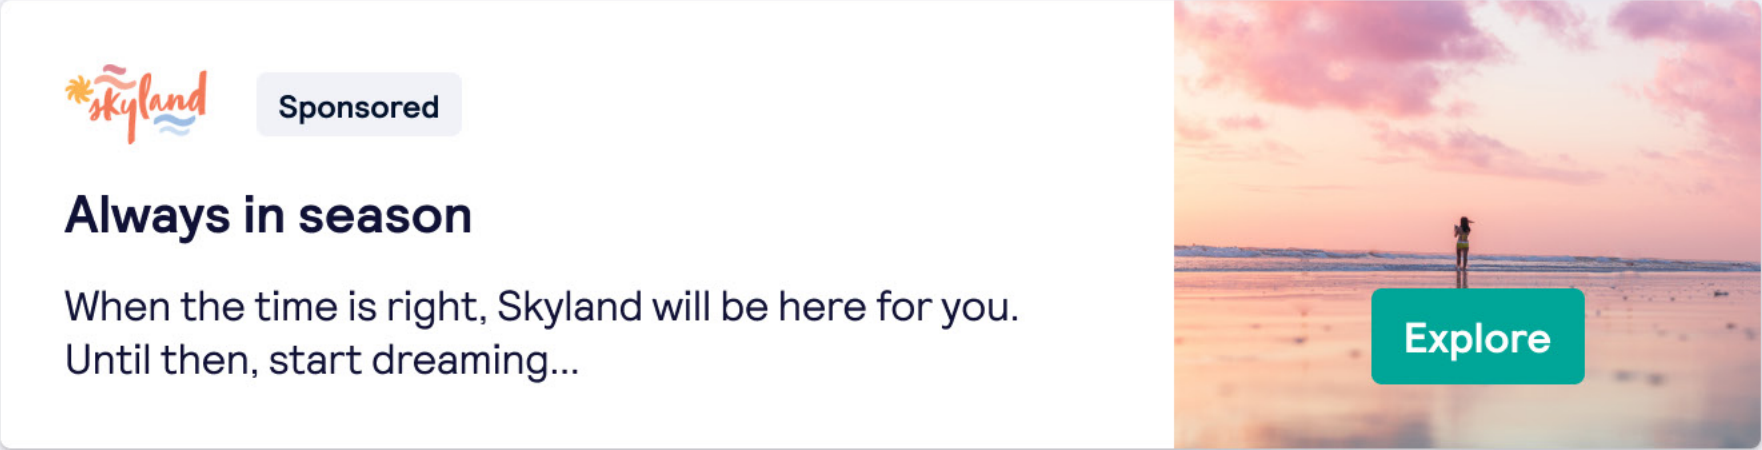 skyland
Sponsored
Always in season
When the time is right, Skyland will be here for you.
Until then, start dreaming...
Explore